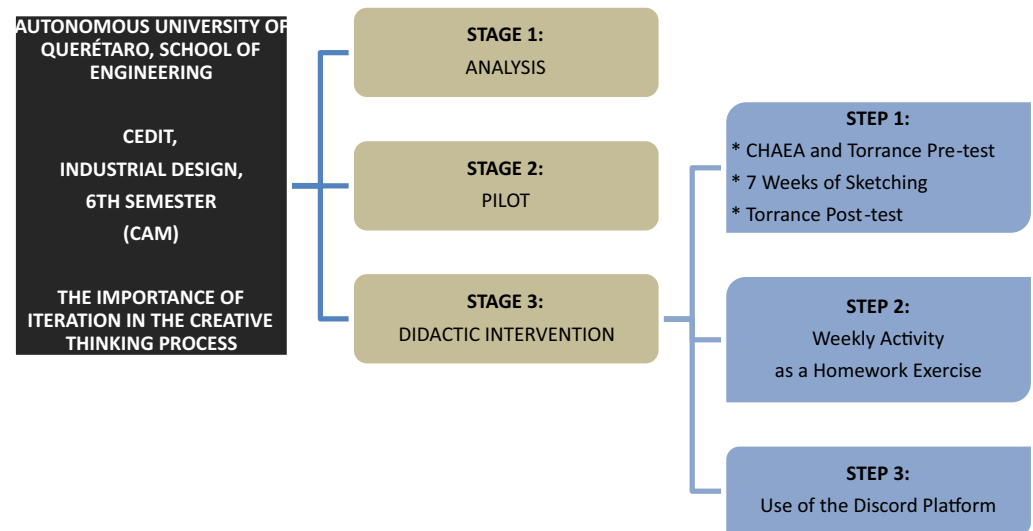 AUTONOMOUS UNIVERSITY OF
QUERÉTARO, SCHOOL OF
ENGINEERING
CEDIT,
INDUSTRIAL DESIGN,
6TH SEMESTER
(CAM)
THE IMPORTANCE OF
ITERATION IN THE CREATIVE
THINKING PROCESS
STAGE 1:
ANALYSIS
STAGE 2:
PILOT
STAGE 3:
DIDACTIC INTERVENTION
STEP 1:
* CHAEA and Torrance Pre-test
* 7 Weeks of Sketching
* Torrance Post-test
STEP 2:
Weekly Activity
as a Homework Exercise
STEP 3:
Use of the Discord Platform